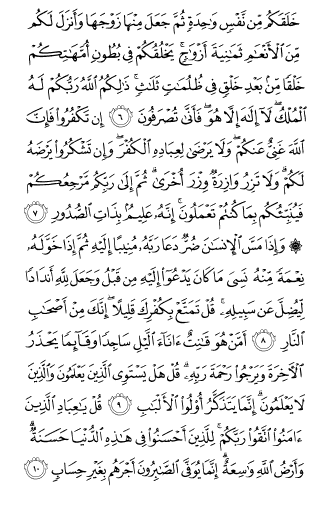 خَلَقَكُم مِّن نَّفْسٍ وَٰحِدَةٍ ثُمَّ جَعَلَ مِنْهَا زَوْجَهَا وَأَنزَلَ لَكُم
مِّنَ ٱلْأَنْعَٰمِ ثَمَٰنِيَةَ أَزْوَٰجٍ ۚ يَخْلُقُكُمْ فِى بُطُونِ أُمَّهَٰتِكُمْ
خَلْقًا مِّنۢ بَعْدِ خَلْقٍ فِى ظُلُمَٰتٍ ثَلَٰثٍ ۚ ذَٰلِكُمُ ٱللَّهُ رَبُّكُمْ لَهُ
ٱلْمُلْكُ ۖ لَآ إِلَٰهَ إِلَّا هُوَ ۖ فَأَنَّىٰ تُصْرَفُونَ ٦ إِن تَكْفُرُوا۟ فَإِنَّ
ٱللَّهَ غَنِىٌّ عَنكُمْ ۖ وَلَا يَرْضَىٰ لِعِبَادِهِ ٱلْكُفْرَ ۖ وَإِن تَشْكُرُوا۟ يَرْضَهُ
لَكُمْ ۗ وَلَا تَزِرُ وَازِرَةٌ وِزْرَ أُخْرَىٰ ۗ ثُمَّ إِلَىٰ رَبِّكُم مَّرْجِعُكُمْ
فَيُنَبِّئُكُم بِمَا كُنتُمْ تَعْمَلُونَ ۚ إِنَّهُۥ عَلِيمٌۢ بِذَاتِ ٱلصُّدُورِ ٧
۞ وَإِذَا مَسَّ ٱلْإِنسَٰنَ ضُرٌّ دَعَا رَبَّهُۥ مُنِيبًا إِلَيْهِ ثُمَّ إِذَا خَوَّلَهُۥ
نِعْمَةً مِّنْهُ نَسِىَ مَا كَانَ يَدْعُوٓا۟ إِلَيْهِ مِن قَبْلُ وَجَعَلَ لِلَّهِ أَندَادًا
لِّيُضِلَّ عَن سَبِيلِهِۦ ۚ قُلْ تَمَتَّعْ بِكُفْرِكَ قَلِيلًا ۖ إِنَّكَ مِنْ أَصْحَٰبِ
ٱلنَّارِ ٨ أَمَّنْ هُوَ قَٰنِتٌ ءَانَآءَ ٱلَّيْلِ سَاجِدًا وَقَآئِمًا يَحْذَرُ
ٱلْءَاخِرَةَ وَيَرْجُوا۟ رَحْمَةَ رَبِّهِۦ ۗ قُلْ هَلْ يَسْتَوِى ٱلَّذِينَ يَعْلَمُونَ وَٱلَّذِينَ
لَا يَعْلَمُونَ ۗ إِنَّمَا يَتَذَكَّرُ أُو۟لُوا۟ ٱلْأَلْبَٰبِ ٩ قُلْ يَٰعِبَادِ ٱلَّذِينَ
ءَامَنُوا۟ ٱتَّقُوا۟ رَبَّكُمْ ۚ لِلَّذِينَ أَحْسَنُوا۟ فِى هَٰذِهِ ٱلدُّنْيَا حَسَنَةٌ ۗ
وَأَرْضُ ٱللَّهِ وَٰسِعَةٌ ۗ إِنَّمَا يُوَفَّى ٱلصَّٰبِرُونَ أَجْرَهُم بِغَيْرِ حِسَابٍ ١٠